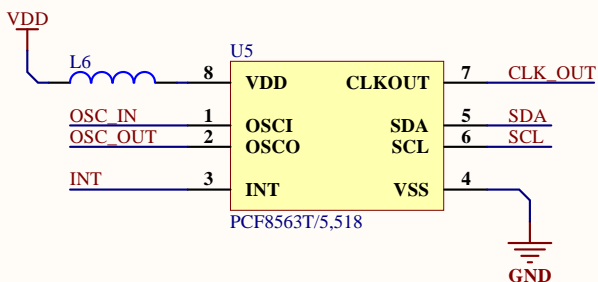 VDD
U5
L6
8 VDD CLKOUT 7 CLK_OUT
OSC_IN 1 OSCI SDA 5 SDA
OSC_OUT 2 OSCO SCL 6 SCL
INT 3 INT VSS 4
PCF8563T/5,518
GND